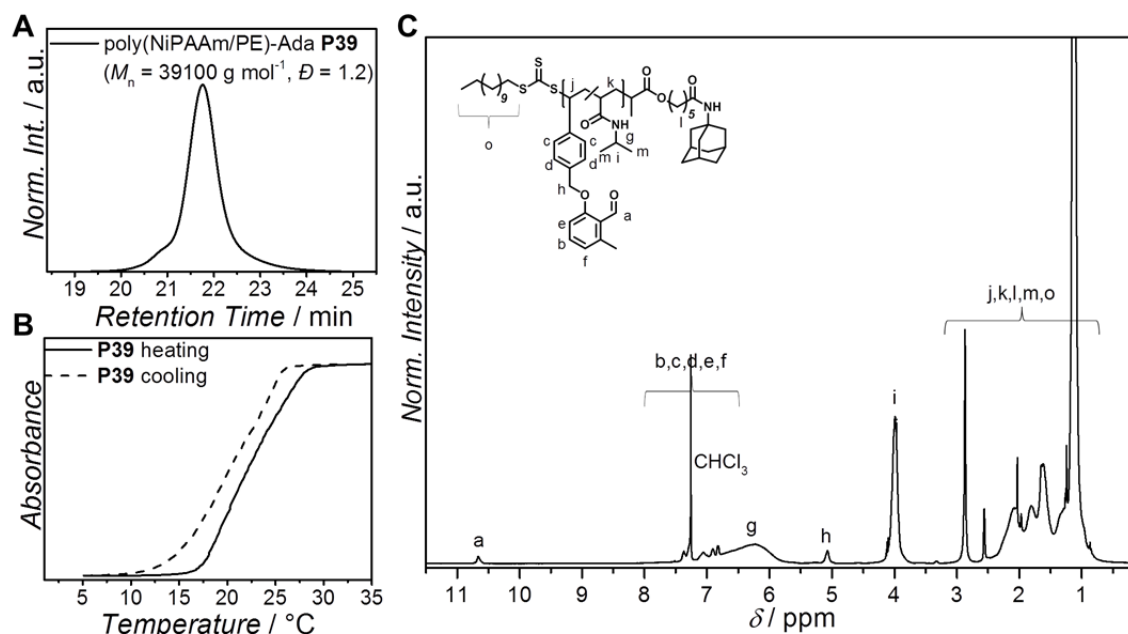 A
poly(NiPAAm/PE)-Ada P39
(Mn = 39100 g mol-1, Đ = 1.2)
Norm. Int. / a.u.
19 20 21 22 23 24 25
Retention Time / min
B
P39 heating
P39 cooling
Absorbance
5 10 15 20 25 30 35
Temperature / °C
C
Norm. Intensity / a.u.
S
9 S S j k O O
O 5 N
H
l
o
O N
H
g
c c
d d
m i m
h
O O
e a
b
f
j,k,l,m,o
b,c,d,e,f
CHCl3
i
a
g
h
11 10 9 8 7 6 5 4 3 2 1
δ / ppm